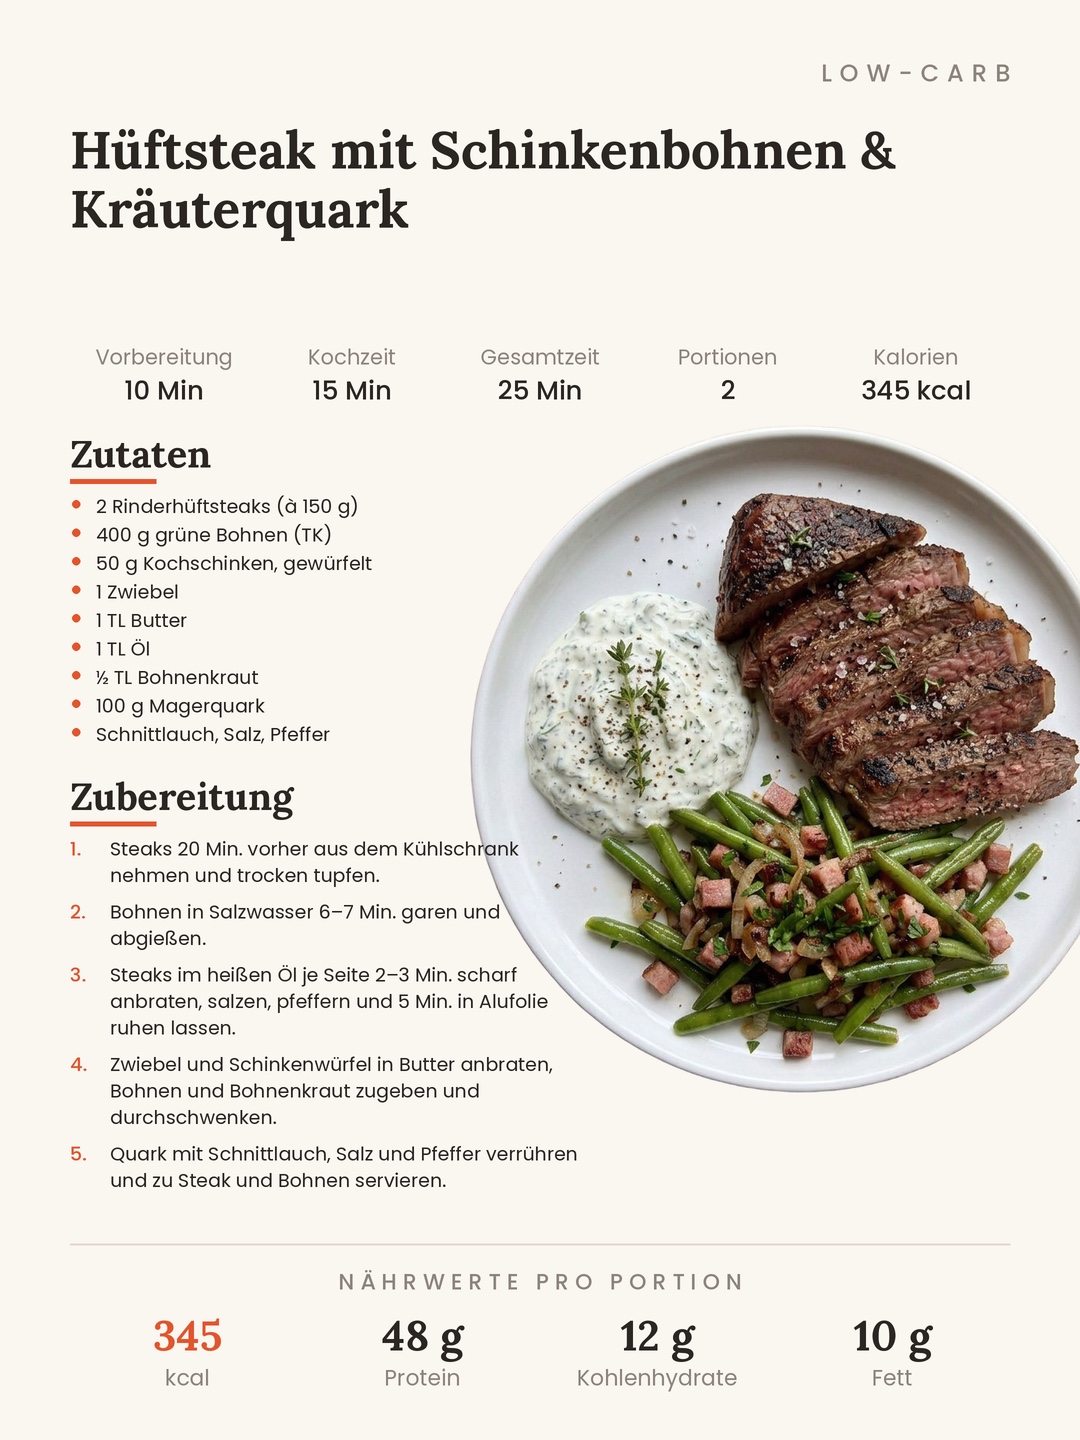 LOW-CARB
Hüftsteak mit Schinkenbohnen &
Kräuterquark
Vorbereitung Kochzeit Gesamtzeit Portionen Kalorien
10 Min 15 Min 25 Min 2 345 kcal
Zutaten
• 2 Rinderhüftsteaks (à 150 g)
• 400 g grüne Bohnen (TK)
• 50 g Kochschinken, gewürfelt
• 1 Zwiebel
• 1 TL Butter
• 1 TL Öl
• ½ TL Bohnenkraut
• 100 g Magerquark
• Schnittlauch, Salz, Pfeffer
Zubereitung
1. Steaks 20 Min. vorher aus dem Kühlschrank
nehmen und trocken tupfen.
2. Bohnen in Salzwasser 6–7 Min. garen und
abgießen.
3. Steaks im heißen Öl je Seite 2–3 Min. scharf
anbraten, salzen, pfeffern und 5 Min. in Alufolie
ruhen lassen.
4. Zwiebel und Schinkenwürfel in Butter anbraten,
Bohnen und Bohnenkraut zugeben und
durchschwenken.
5. Quark mit Schnittlauch, Salz und Pfeffer verrühren
und zu Steak und Bohnen servieren.
NÄHRWERTE PRO PORTION
345 48 g 12 g 10 g
kcal Protein Kohlenhydrate Fett